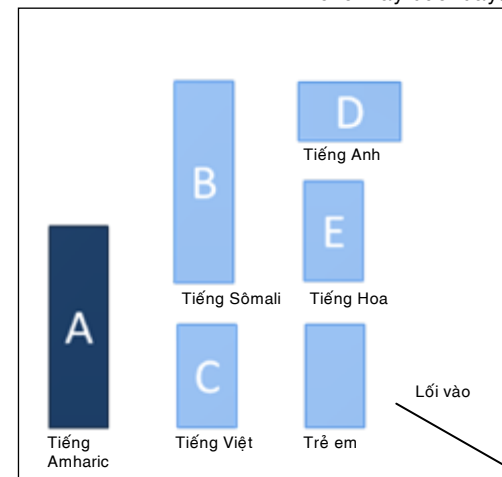 D
Tiếng Anh
B
E
Tiếng Sômali
Tiếng Hoa
A
C
Lối vào
Tiếng
Amharic
Tiếng Việt
Trẻ em